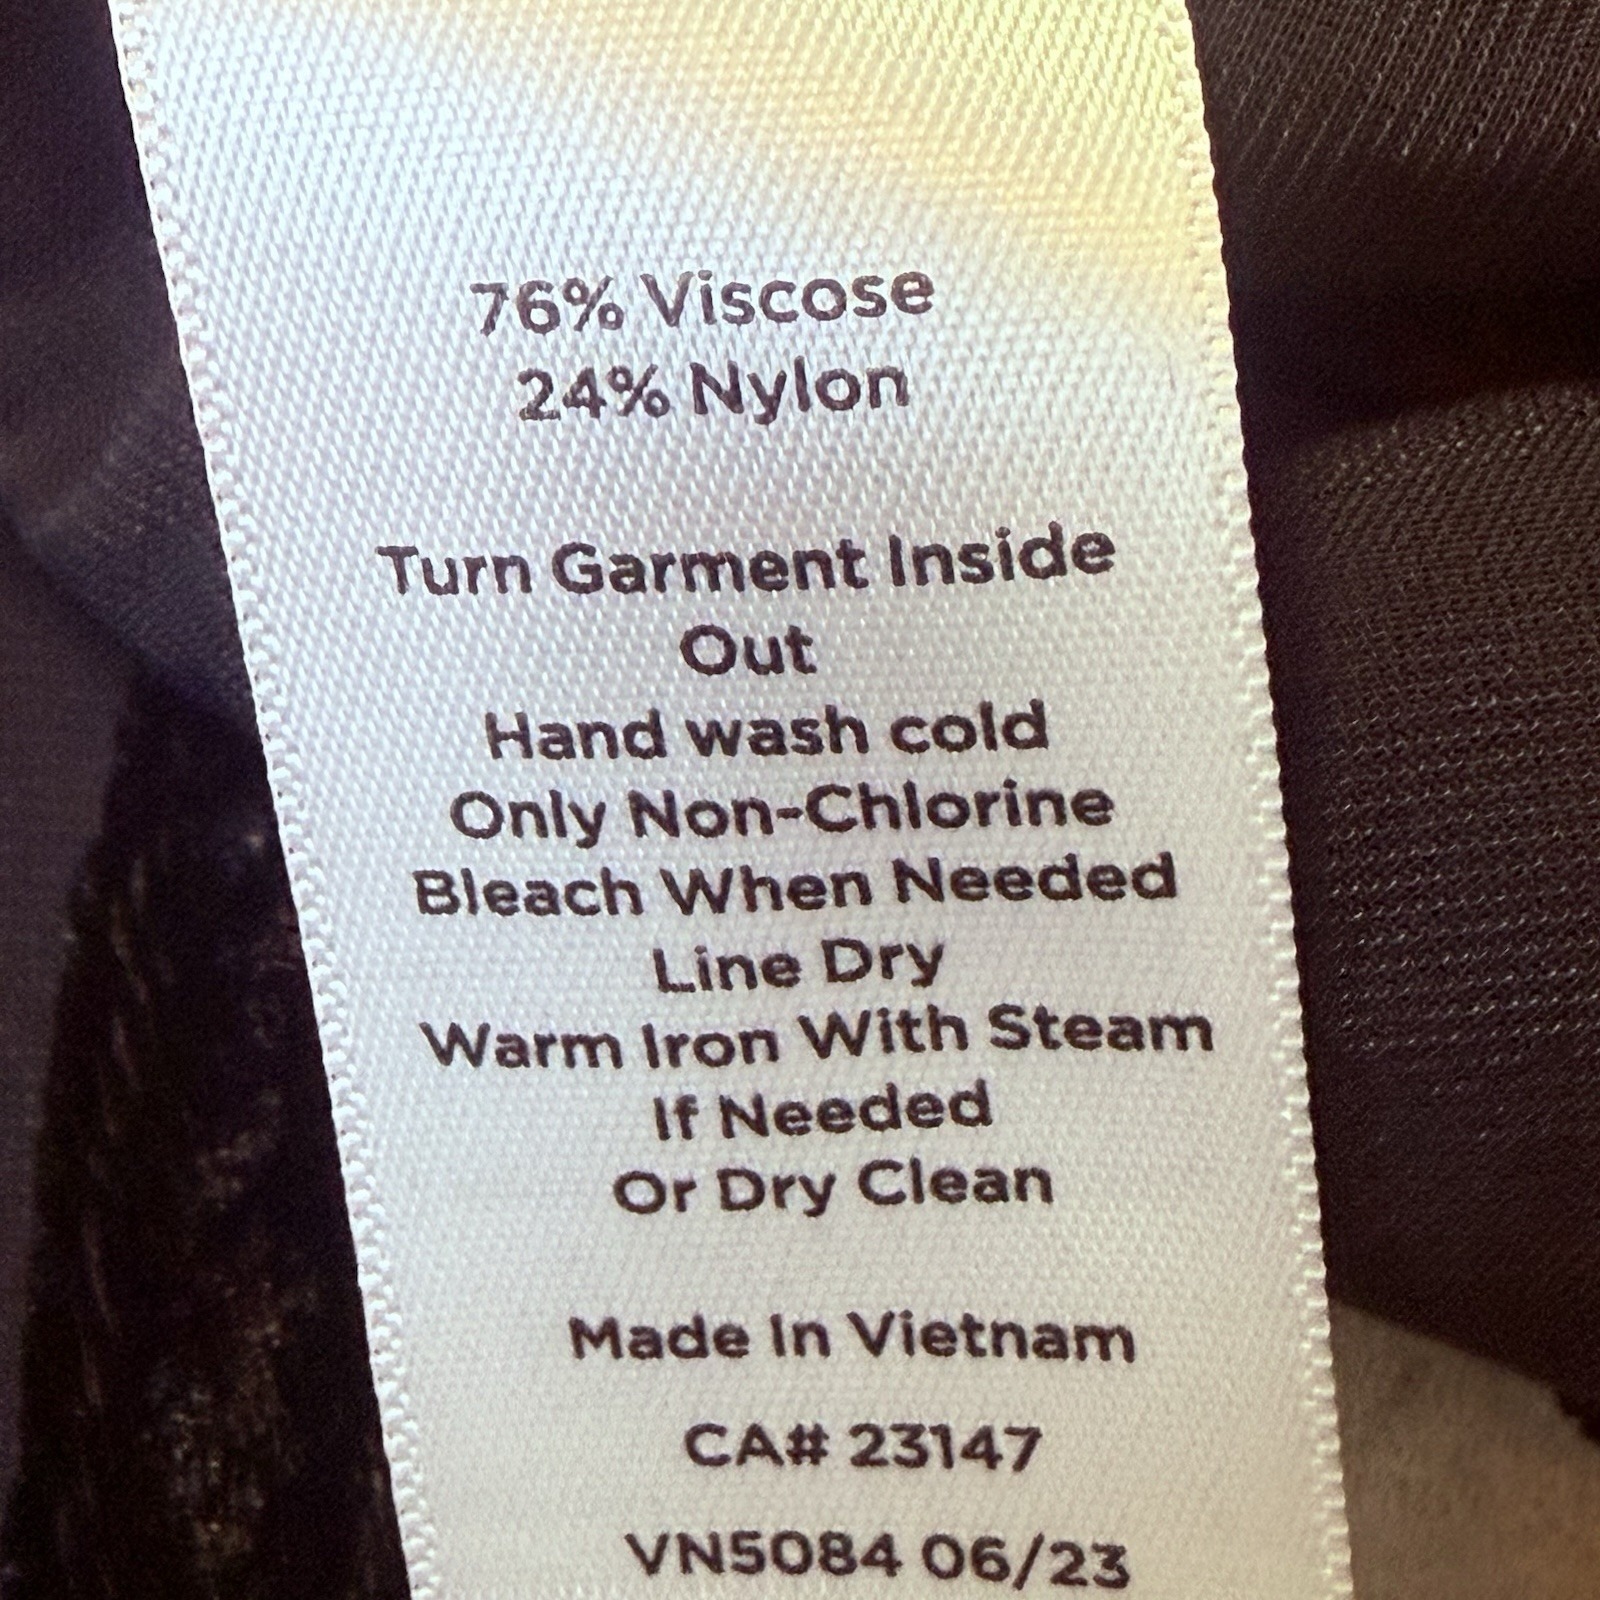 76% Viscose
24% Nylon
Turn Garment Inside
Out
Hand wash cold
Only Non-Chlorine
Bleach When Needed
Line Dry
Warm Iron With Steam
If Needed
Or Dry Clean
Made In Vietnam
CA# 23147
VN5084 06/23